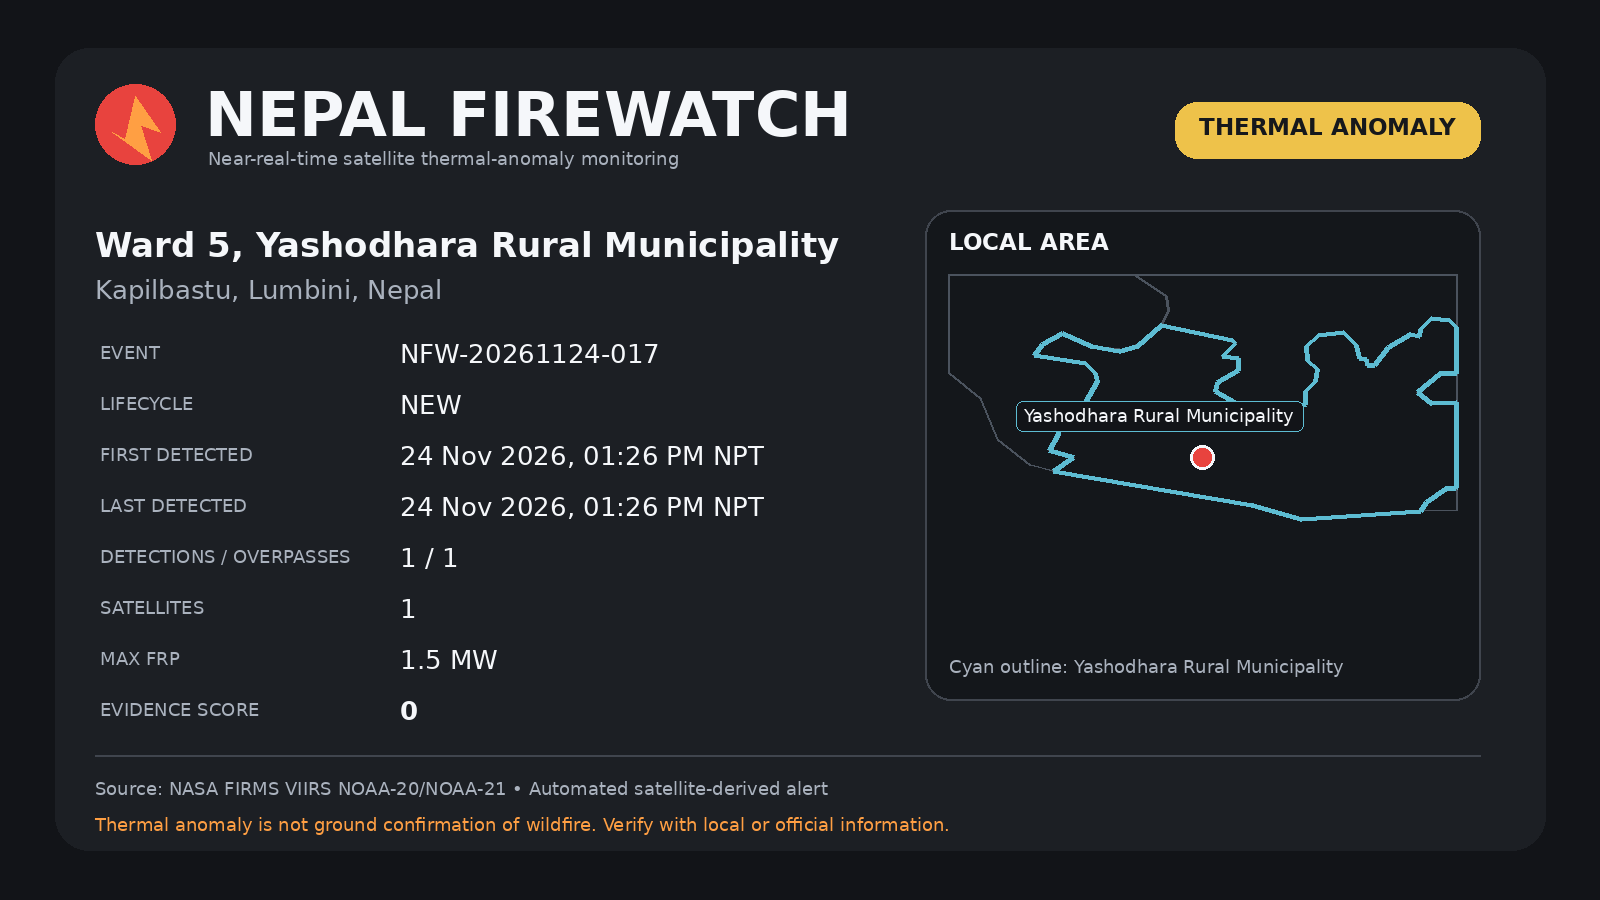 NEPAL FIREWATCH
Near-real-time satellite thermal-anomaly monitoring
THERMAL ANOMALY
Ward 5, Yashodhara Rural Municipality
Kapilbastu, Lumbini, Nepal
EVENT NFW-20261124-017
LIFECYCLE NEW
FIRST DETECTED 24 Nov 2026, 01:26 PM NPT
LAST DETECTED 24 Nov 2026, 01:26 PM NPT
DETECTIONS / OVERPASSES 1 / 1
SATELLITES 1
MAX FRP 1.5 MW
EVIDENCE SCORE 0
LOCAL AREA
Yashodhara Rural Municipality
Cyan outline: Yashodhara Rural Municipality
Source: NASA FIRMS VIIRS NOAA-20/NOAA-21 • Automated satellite-derived alert
Thermal anomaly is not ground confirmation of wildfire. Verify with local or official information.